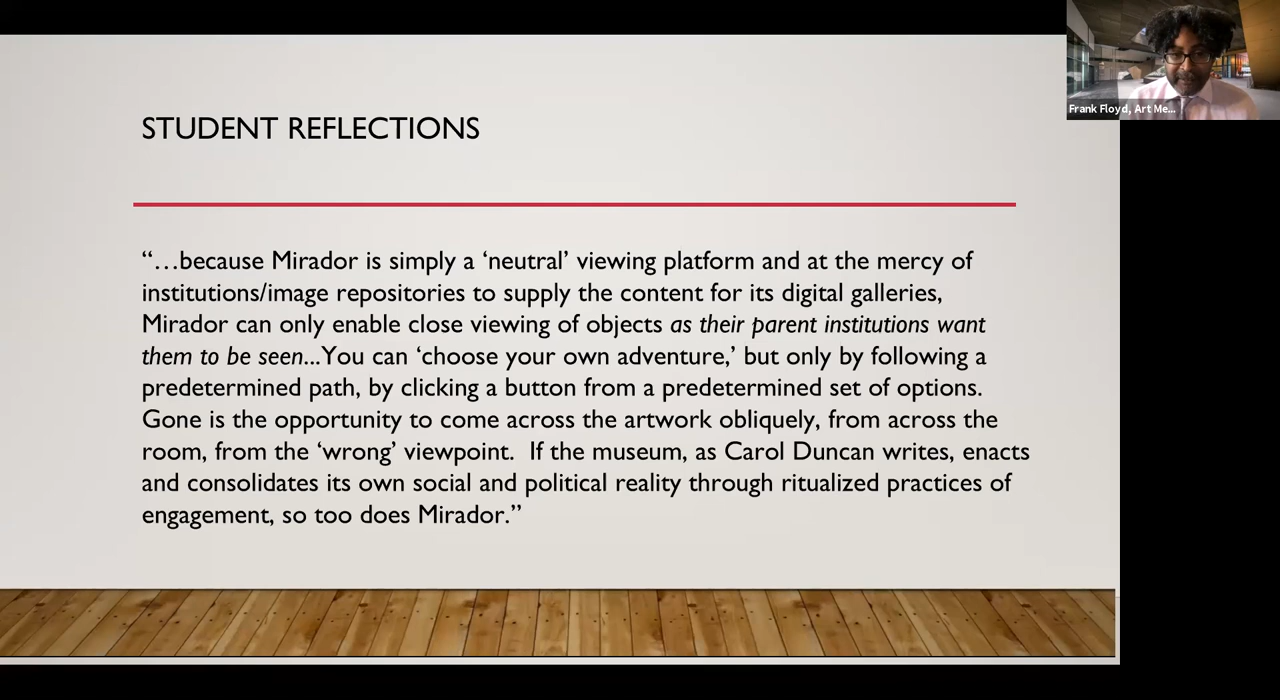 Frank Floyd, Art Me...
STUDENT REFLECTIONS
“…because Mirador is simply a ‘neutral’ viewing platform and at the mercy of
institutions/image repositories to supply the content for its digital galleries,
Mirador can only enable close viewing of objects as their parent institutions want
them to be seen...You can ‘choose your own adventure,’ but only by following a
predetermined path, by clicking a button from a predetermined set of options.
Gone is the opportunity to come across the artwork obliquely, from across the
room, from the ‘wrong’ viewpoint.  If the museum, as Carol Duncan writes, enacts
and consolidates its own social and political reality through ritualized practices of
engagement, so too does Mirador.”